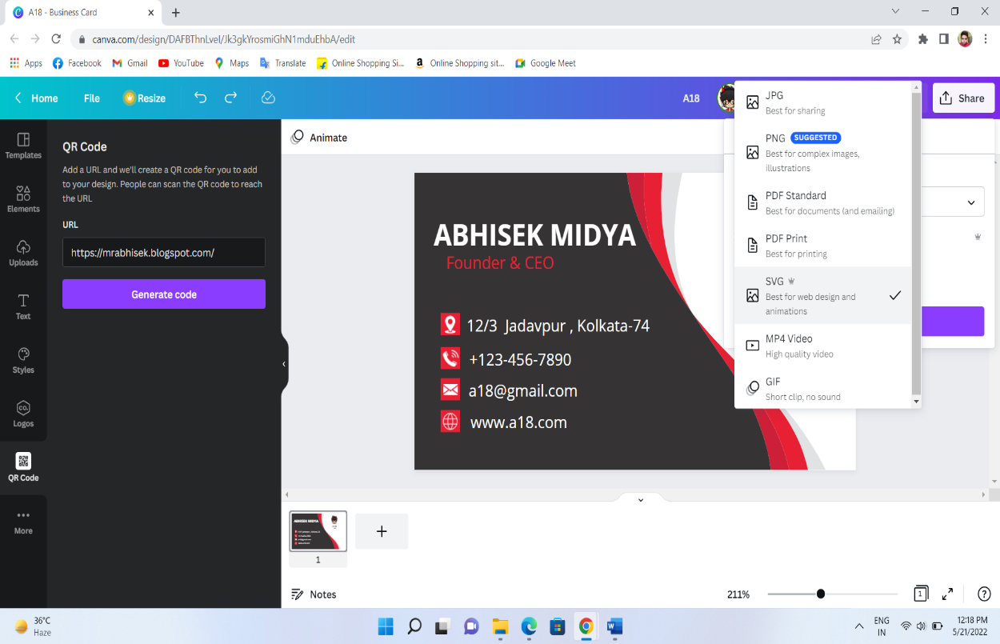 A18 - Business Card
canva.com/design/DAFBThnLveI/Jk3gkYrosmiGhN1mduEhbA/edit
Apps Facebook Gmail YouTube Maps Translate Online Shopping Si... Online Shopping sit... Google Meet
Home File Resize A18 Share
Templates
Elements
Uploads
Text
Styles
CO.
Logos
QR Code
More
QR Code
Add a URL and we'll create a QR code for you to add
to your design. People can scan the QR code to reach
the URL
URL
https://mrabhisek.blogspot.com/
Generate code
Animate
ABHISEK MIDYA
Founder & CEO
12/3 Jadavpur , Kolkata-74
+123-456-7890
a18@gmail.com
www.a18.com
JPG
Best for sharing
PNG SUGGESTED
Best for complex images,
illustrations
PDF Standard
Best for documents (and emailing)
PDF Print
Best for printing
SVG
Best for web design and
animations
MP4 Video
High quality video
GIF
Short clip, no sound
ABHISEK MIDYA
1
Notes
211%
1
36°C
Haze
ENG
IN
12:18 PM
5/21/2022